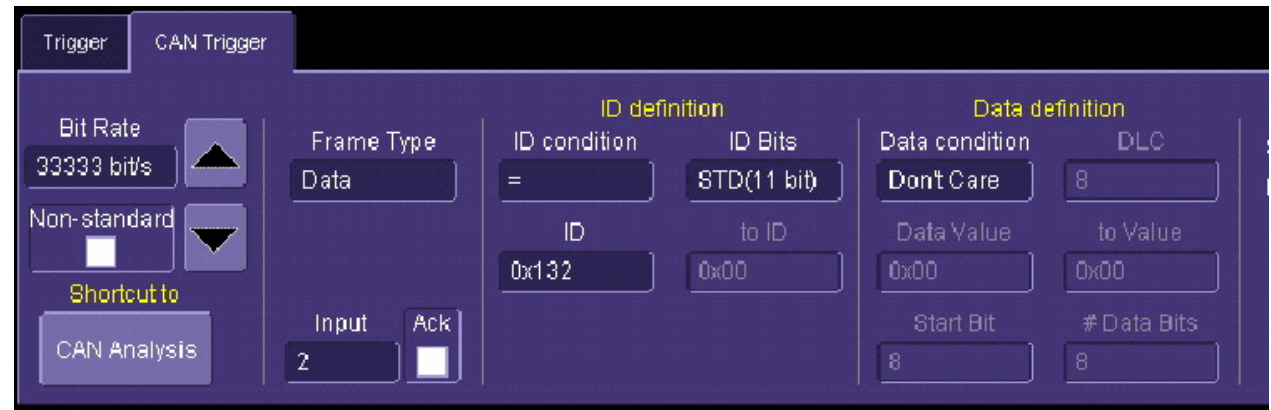 Trigger
CAN Trigger
Bit Rate
33333 bit/s
Non-standard
Shortcut to
CAN Analysis
Frame Type
Data
Input
Ack
2
ID definition
ID condition
ID Bits
=
STD(11 bit)
ID
to ID
0x132
0x00
Data definition
Data condition
DLC
Don't Care
8
Data Value
to Value
0x00
0x00
Start Bit
# Data Bits
8
8